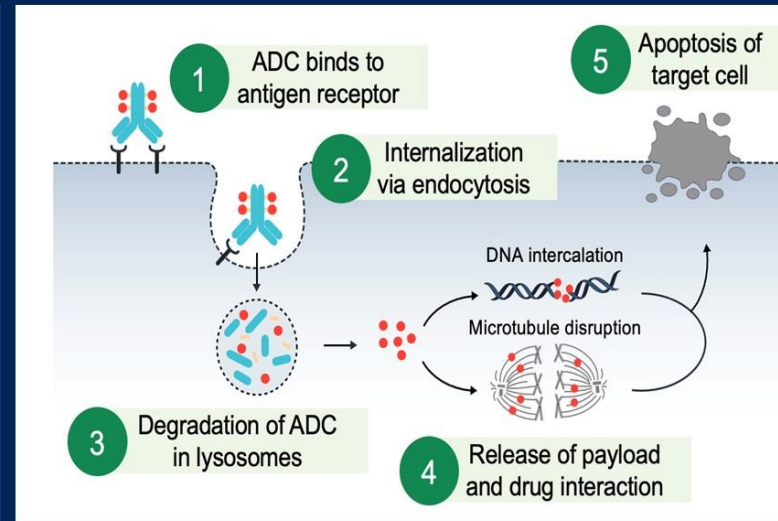 1
ADC binds to
antigen receptor
2
Internalization
via endocytosis
3
Degradation of ADC
in lysosomes
DNA intercalation
Microtubule disruption
4
Release of payload
and drug interaction
5
Apoptosis of
target cell